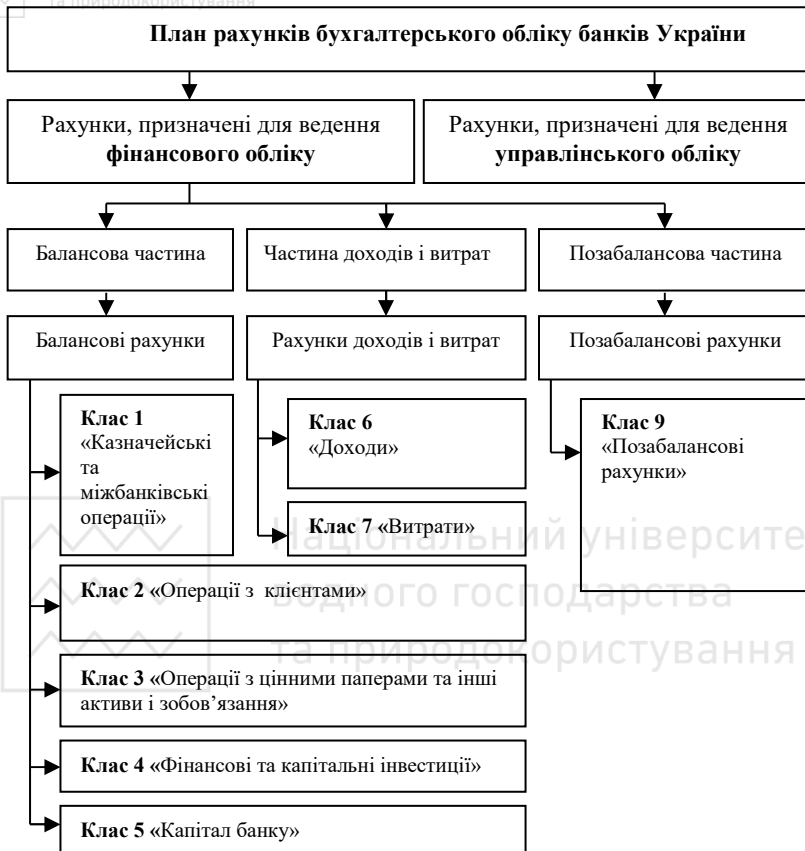 та природокористування
План рахунків бухгалтерського обліку банків України
Рахунки, призначені для ведення
фінансового обліку
Рахунки, призначені для ведення
управлінського обліку
Балансова частина
Частина доходів і витрат
Позабалансова частина
Балансові рахунки
Рахунки доходів і витрат
Позабалансові рахунки
Клас 1
«Казначейські
та
міжбанківські
операції»
Клас 6
«Доходи»
Клас 9
«Позабалансові
рахунки»
Клас 7 «Витрати»
Національний університе
водного господарства
та природокористування
Клас 2 «Операції з клієнтами»
Клас 3 «Операції з цінними паперами та інші
активи і зобов’язання»
Клас 4 «Фінансові та капітальні інвестиції»
Клас 5 «Капітал банку»